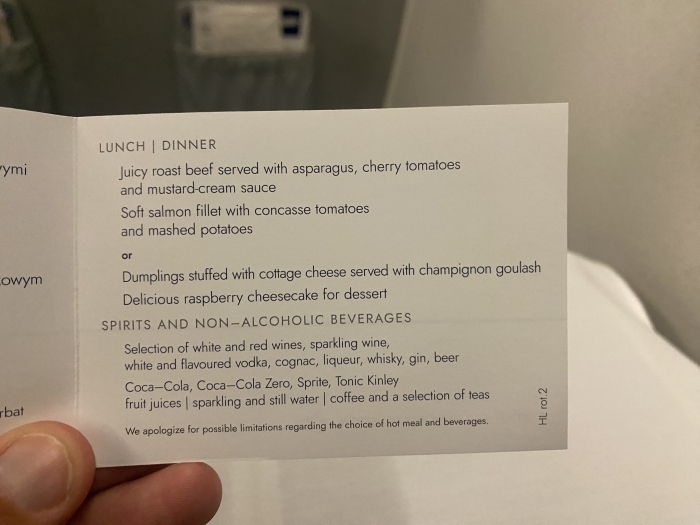 ymi
owym
rbat
LUNCH | DINNER
Juicy roast beef served with asparagus, cherry tomatoes
and mustard-cream sauce
Soft salmon fillet with concasse tomatoes
and mashed potatoes
or
Dumplings stuffed with cottage cheese served with champignon goulash
Delicious raspberry cheesecake for dessert
SPIRITS AND NON–ALCOHOLIC BEVERAGES
Selection of white and red wines, sparkling wine,
white and flavoured vodka, cognac, liqueur, whisky, gin, beer
Coca–Cola, Coca–Cola Zero, Sprite, Tonic Kinley
fruit juices | sparkling and still water | coffee and a selection of teas
We apologize for possible limitations regarding the choice of hot meal and beverages.
HL rot.2